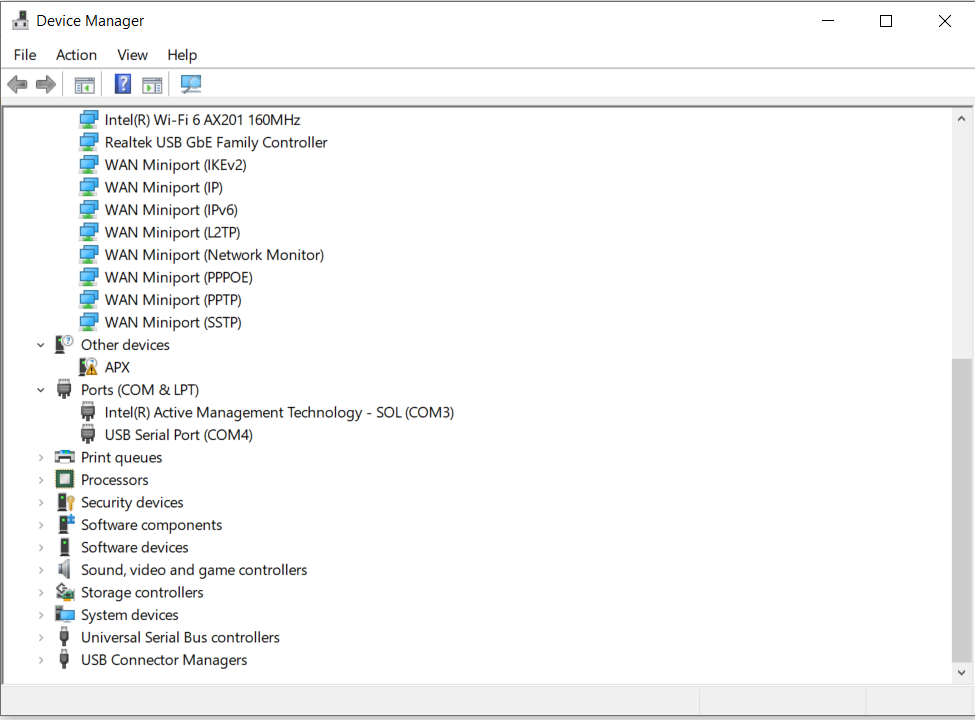 Device Manager
File Action View Help
Intel(R) Wi-Fi 6 AX201 160MHz
Realtek USB GbE Family Controller
WAN Miniport (IKEv2)
WAN Miniport (IP)
WAN Miniport (IPv6)
WAN Miniport (L2TP)
WAN Miniport (Network Monitor)
WAN Miniport (PPPOE)
WAN Miniport (PPTP)
WAN Miniport (SSTP)
Other devices
APX
Ports (COM & LPT)
Intel(R) Active Management Technology - SOL (COM3)
USB Serial Port (COM4)
Print queues
Processors
Security devices
Software components
Software devices
Sound, video and game controllers
Storage controllers
System devices
Universal Serial Bus controllers
USB Connector Managers